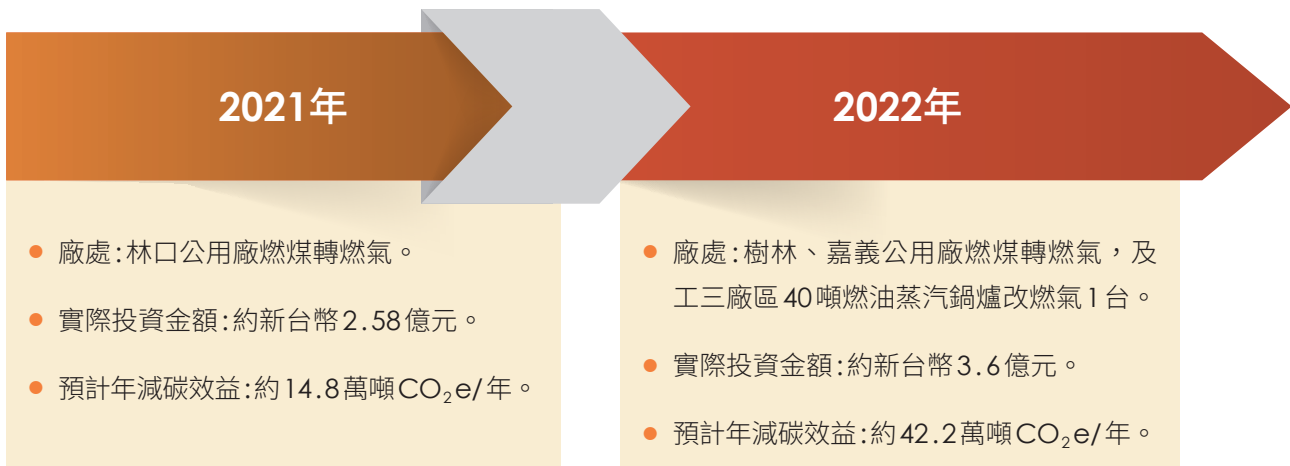 2021年
● 廠處:林口公用廠燃煤轉燃氣。
● 實際投資金額:約新台幣2.58億元。
● 預計年減碳效益:約14.8萬噸CO₂e/年。
2022年
● 廠處:樹林、嘉義公用廠燃煤轉燃氣,及
工三廠區40噸燃油蒸汽鍋爐改燃氣1台。
● 實際投資金額:約新台幣3.6億元。
● 預計年減碳效益:約42.2萬噸CO₂e/年。